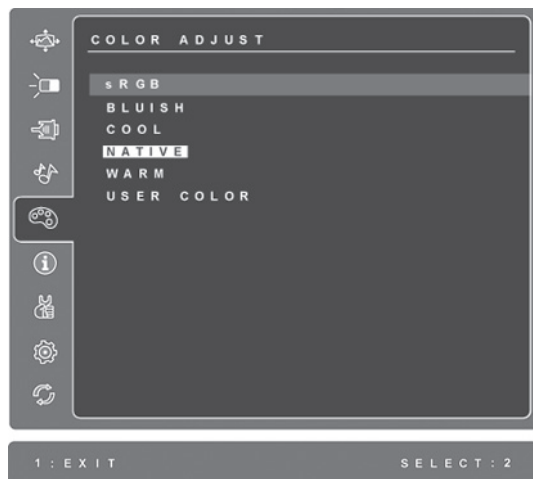 COLOR ADJUST
sRGB
BLUISH
COOL
NATIVE
WARM
USER COLOR
1:EXIT SELECT:2